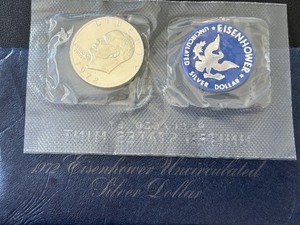 EISENHOWER
UNCIRCULATED
SILVER DOLLAR
1972 Eisenhower Uncirculated
Silver Dollar